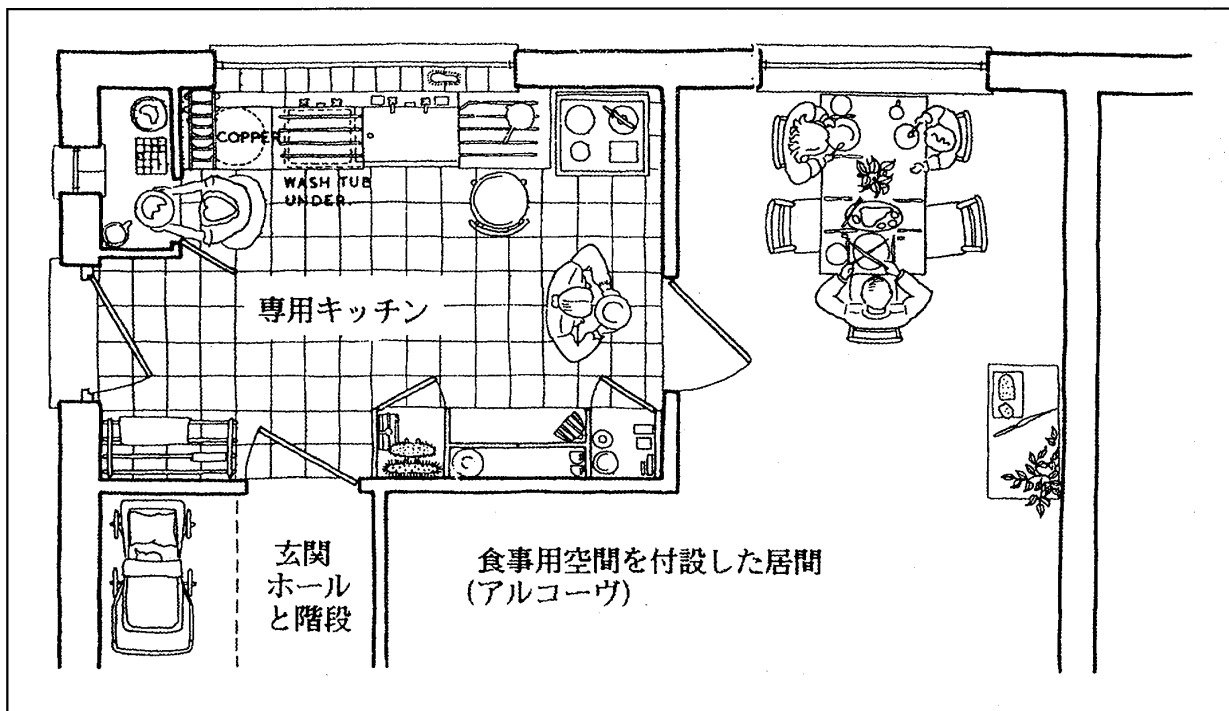 COPPER
WASH TUB
UNDER.
専用キッチン
玄関
ホール
と階段
食事用空間を付設した居間
(アルコーヴ)